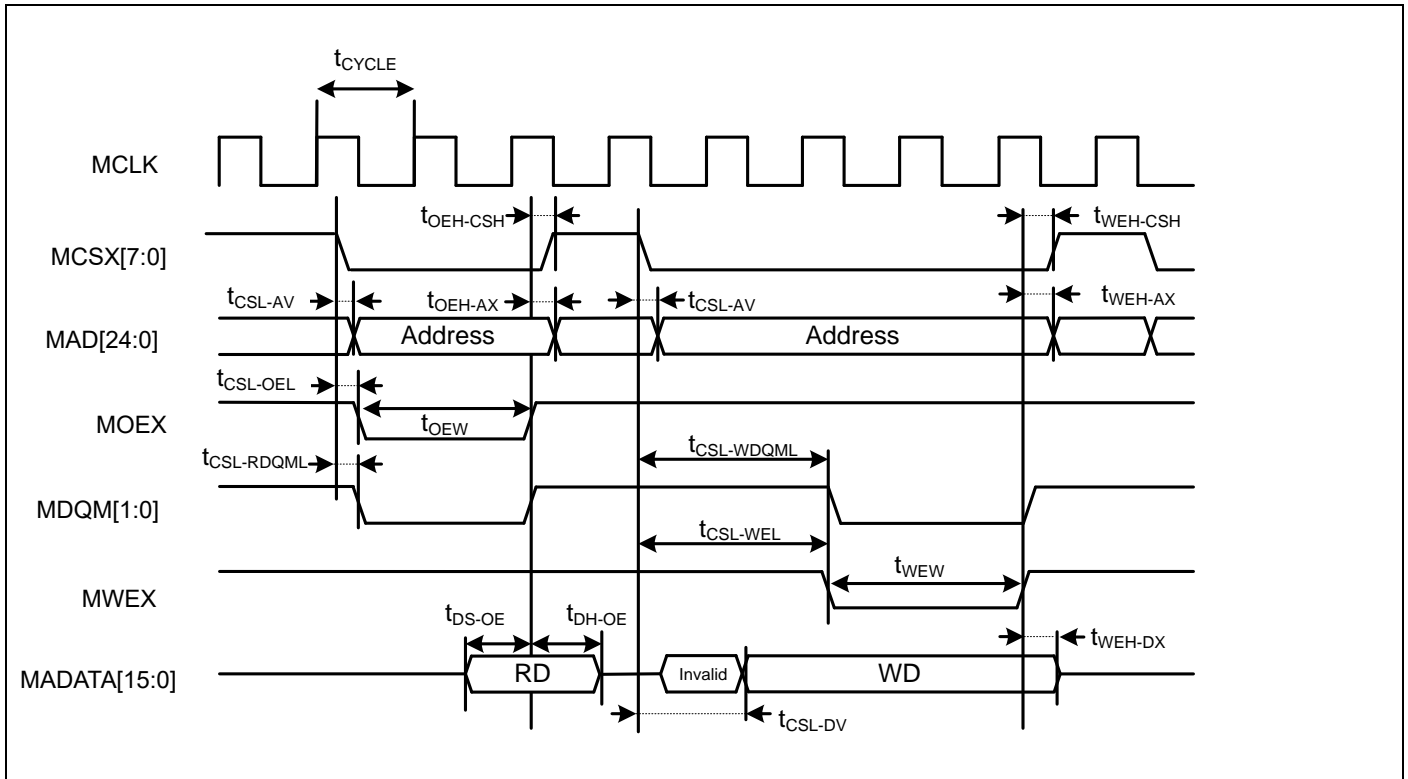 tCYCLE
MCLK
tOEH-CSH
tWEH-CSH
MCSX[7:0]
tCSL-AV
tOEH-AX
tCSL-AV
tWEH-AX
MAD[24:0]
Address
Address
tCSL-OEL
MOEX
tOEW
tCSL-WDQML
tCSL-RDQML
MDQM[1:0]
tCSL-WEL
tWEW
MWEX
tDS-OE
tDH-OE
tWEH-DX
MADATA[15:0]
RD
Invalid
WD
tCSL-DV